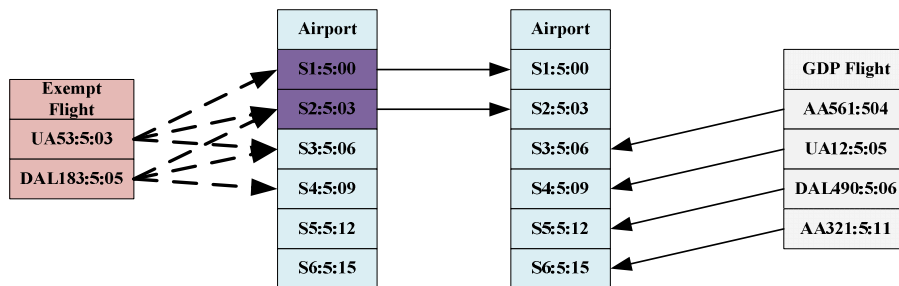 Exempt
Flight
UA53:5:03
DAL183:5:05
Airport
S1:5:00
S2:5:03
S3:5:06
S4:5:09
S5:5:12
S6:5:15
Airport
S1:5:00
S2:5:03
S3:5:06
S4:5:09
S5:5:12
S6:5:15
GDP Flight
AA561:504
UA12:5:05
DAL490:5:06
AA321:5:11